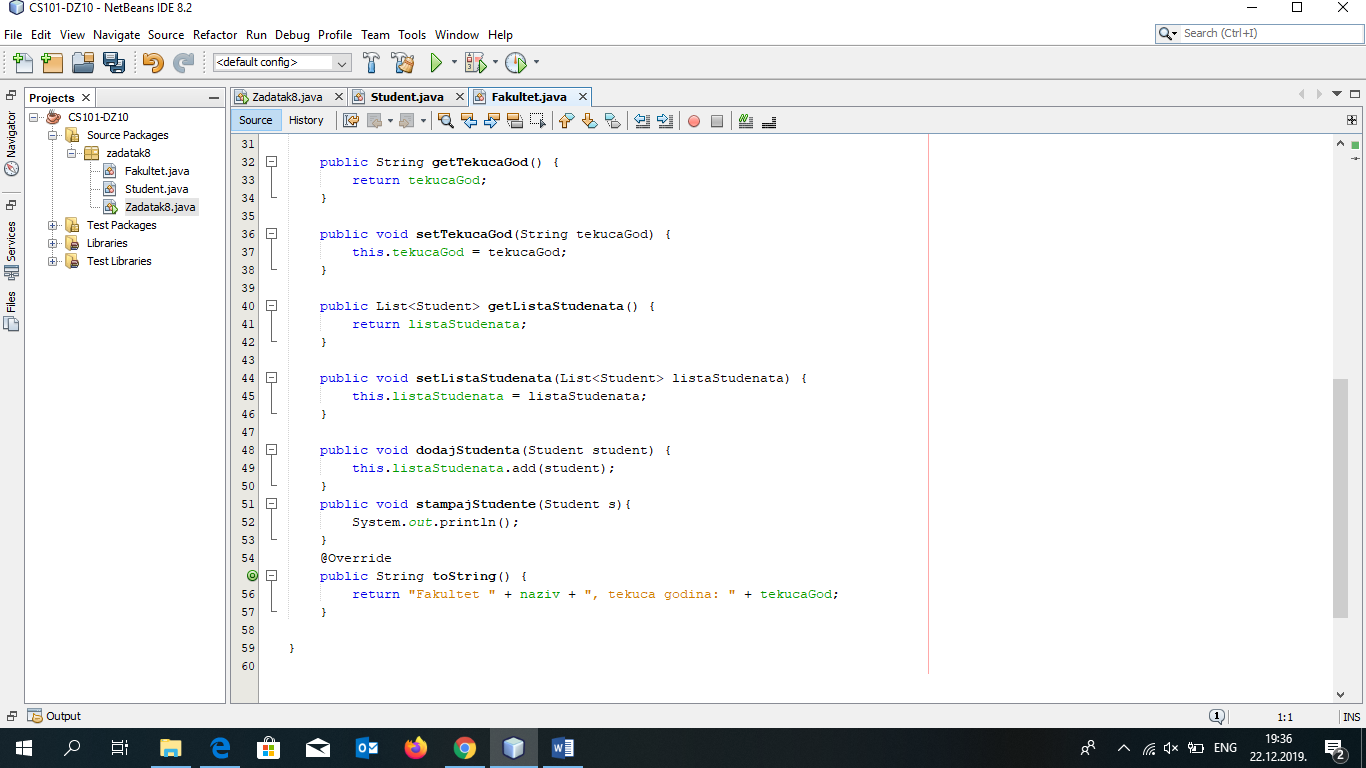 CS101-DZ10 - NetBeans IDE 8.2
File Edit View Navigate Source Refactor Run Debug Profile Team Tools Window Help
Search (Ctrl+I)
<default config>
Projects
Zadatak8.java Student.java Fakultet.java
Source History
Navigator
Services
Files
CS101-DZ10
Source Packages
zadatak8
Fakultet.java
Student.java
Zadatak8.java
Test Packages
Libraries
Test Libraries
31
32 public String getTekucaGod() {
33 return tekucaGod;
34 }
35
36 public void setTekucaGod(String tekucaGod) {
37 this.tekucaGod = tekucaGod;
38 }
39
40 public List<Student> getListaStudenata() {
41 return listaStudenata;
42 }
43
44 public void setListaStudenata(List<Student> listaStudenata) {
45 this.listaStudenata = listaStudenata;
46 }
47
48 public void dodajStudenta(Student student) {
49 this.listaStudenata.add(student);
50 }
51 public void stampajStudente(Student s){
52 System.out.println();
53 }
54 @Override
public String toString() {
56 return "Fakultet " + naziv + ", tekuca godina: " + tekucaGod;
57 }
58
59 }
60
Output
1
1:1 INS
ENG
19:36
22.12.2019.
2